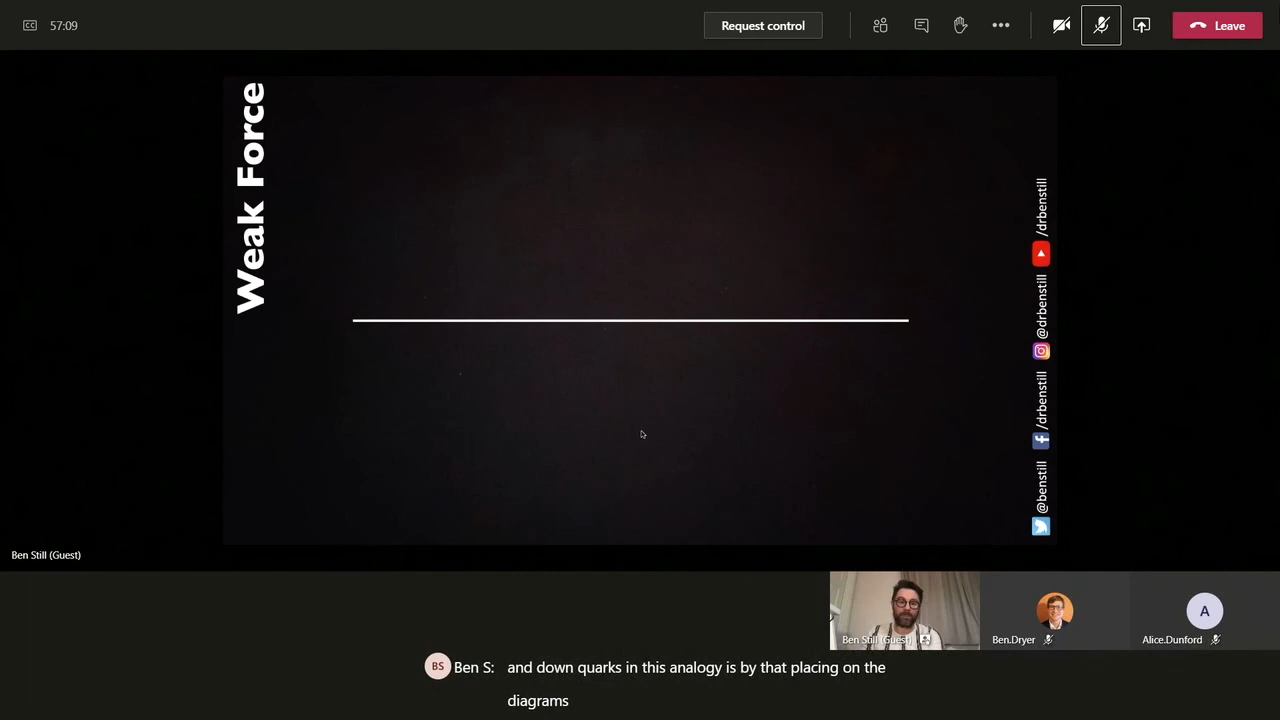 57:09
Request control
Leave
Weak Force
/drbenstill
@drbenstill
/drbenstill
@benstill
Ben Still (Guest)
Ben Still (Guest)
Ben.Dryer
A
Alice.Dunford
BS Ben S: and down quarks in this analogy is by that placing on the
diagrams